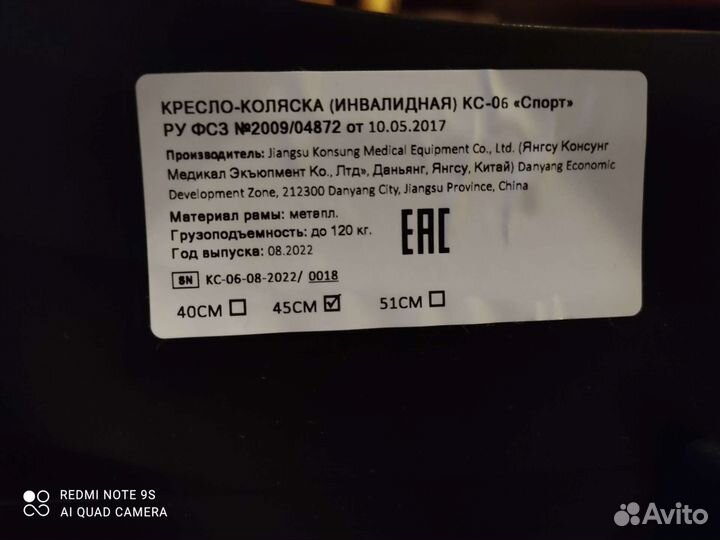 КРЕСЛО-КОЛЯСКА (ИНВАЛИДНАЯ) КС-06 «Спорт»
РУ ФСЗ №2009/04872 от 10.05.2017
Производитель: Jiangsu Konsung Medical Equipment Co., Ltd. (Янгсу Консунг
Медикал Экъюпмент Ко., Лтд», Даньянг, Янгсу, Китай) Danyang Economic
Development Zone, 212300 Danyang City, Jiangsu Province, China
Материал рамы: металл.
Грузоподъемность: до 120 кг.
Год выпуска: 08.2022
EAC
SN КС-06-08-2022/ 0018
40СМ 45СМ 51СМ
REDMI NOTE 9S
AI QUAD CAMERA
Avito